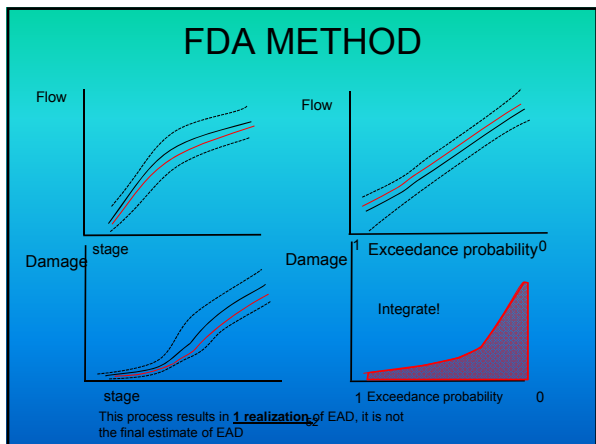 FDA METHOD
Flow
stage
Flow
1 Exceedance probability 0
Damage
stage
Damage
Integrate!
1 Exceedance probability 0
This process results in 1 realization of EAD, it is not
the final estimate of EAD
62